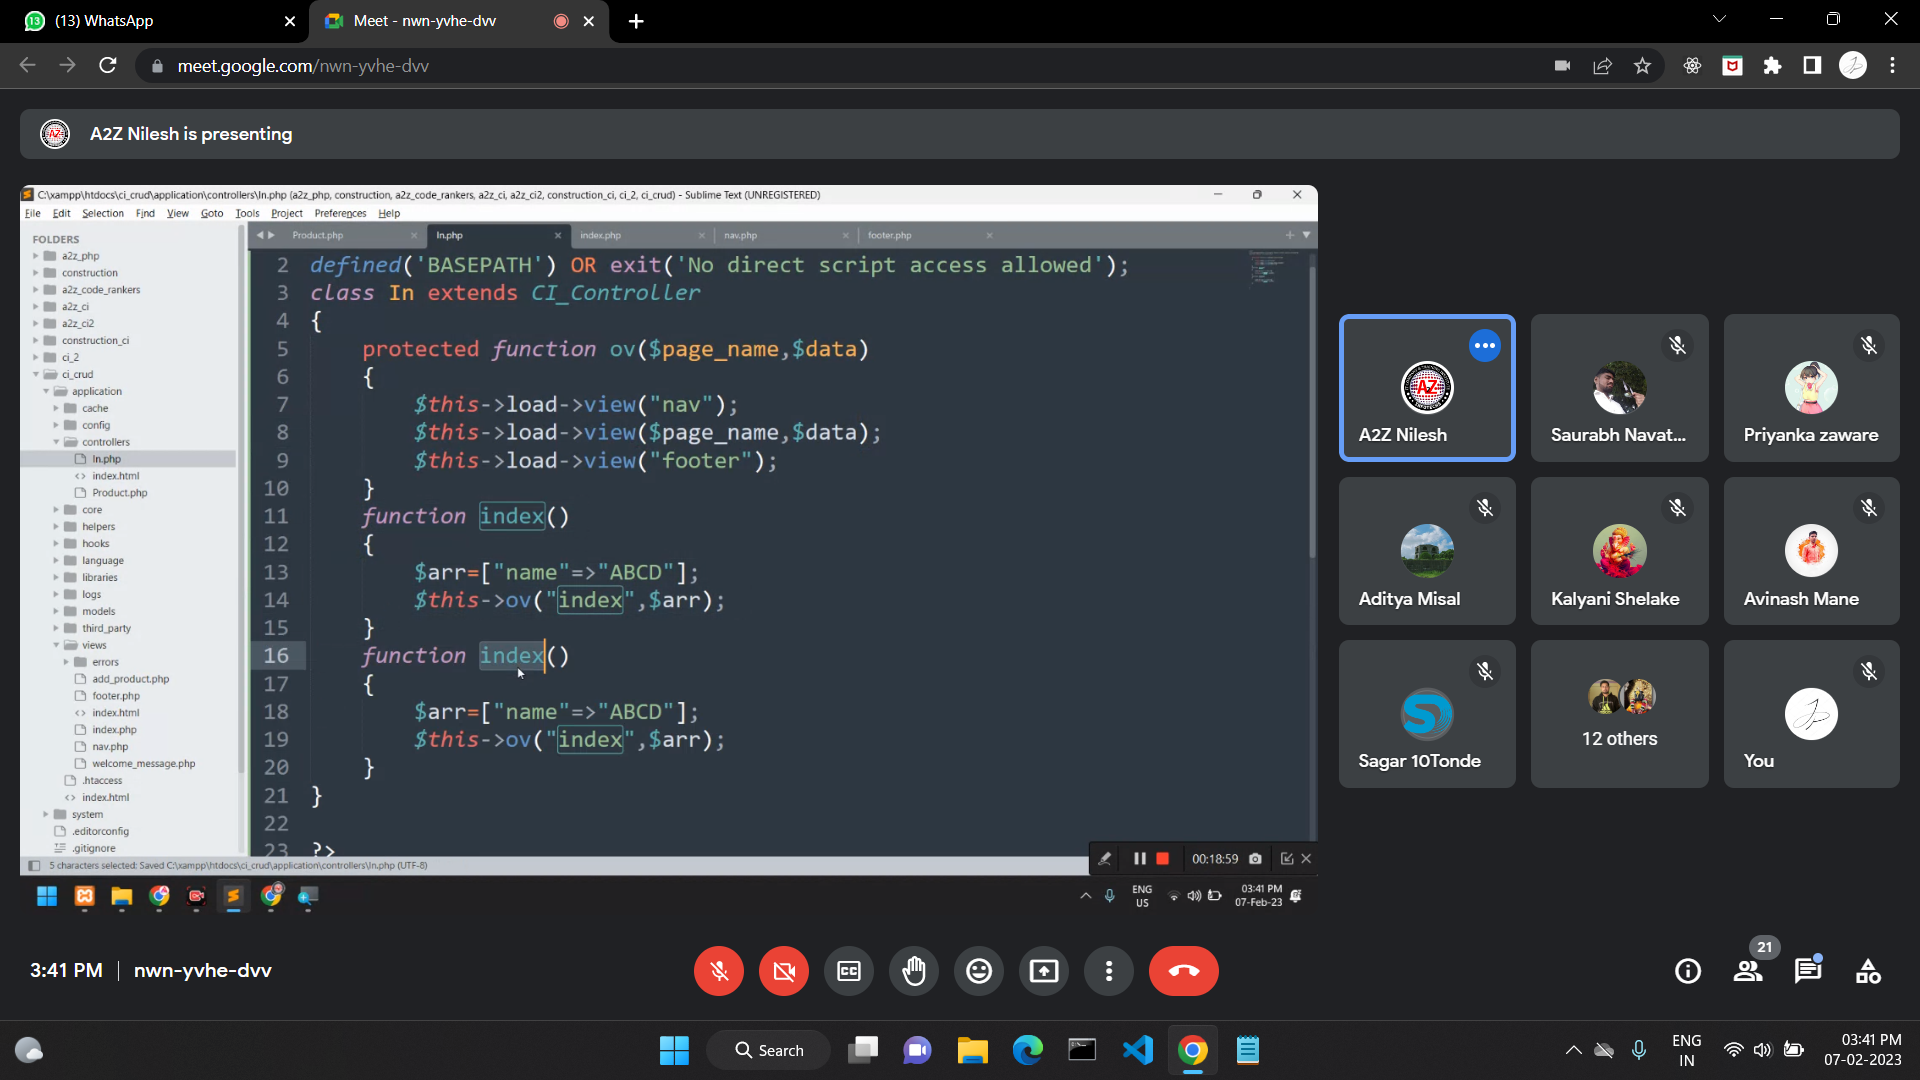 (13) WhatsApp
Meet - nwn-yvhe-dvv
meet.google.com/nwn-yvhe-dvv
A2Z Nilesh is presenting
C:\xampp\htdocs\ci_crud\application\controllers\In.php (a2z_php, construction, a2z_code_rankers, a2z_ci, a2z_ci2, construction_ci, ci_2, ci_crud) - Sublime Text (UNREGISTERED)
File Edit Selection Find View Goto Tools Project Preferences Help
FOLDERS
a2z_php
construction
a2z_code_rankers
a2z_ci
a2z_ci2
construction_ci
ci_2
ci_crud
application
cache
config
controllers
In.php
index.html
Product.php
core
helpers
hooks
language
libraries
logs
models
third_party
views
errors
add_product.php
footer.php
index.html
index.php
nav.php
welcome_message.php
.htaccess
index.html
system
.editorconfig
.gitignore
Product.php In.php index.php nav.php footer.php
2 defined('BASEPATH') OR exit('No direct script access allowed');
3 class In extends CI_Controller
4 {
5 protected function ov($page_name,$data)
6 {
7 $this->load->view("nav");
8 $this->load->view($page_name,$data);
9 $this->load->view("footer");
10 }
11 function index()
12 {
13 $arr=["name"=>"ABCD"];
14 $this->ov("index",$arr);
15 }
16 function index()
17 {
18 $arr=["name"=>"ABCD"];
19 $this->ov("index",$arr);
20 }
21 }
22
23 ?>
5 characters selected: Saved C:\xampp\htdocs\ci_crud\application\controllers\In.php (UTF-8)
00:18:59
ENG
US
03:41 PM
07-Feb-23
A2Z Nilesh
Saurabh Navat...
Priyanka zaware
Aditya Misal
Kalyani Shelake
Avinash Mane
Sagar 10Tonde
12 others
You
3:41 PM | nwn-yvhe-dvv
21
Search
ENG
IN
03:41 PM
07-02-2023